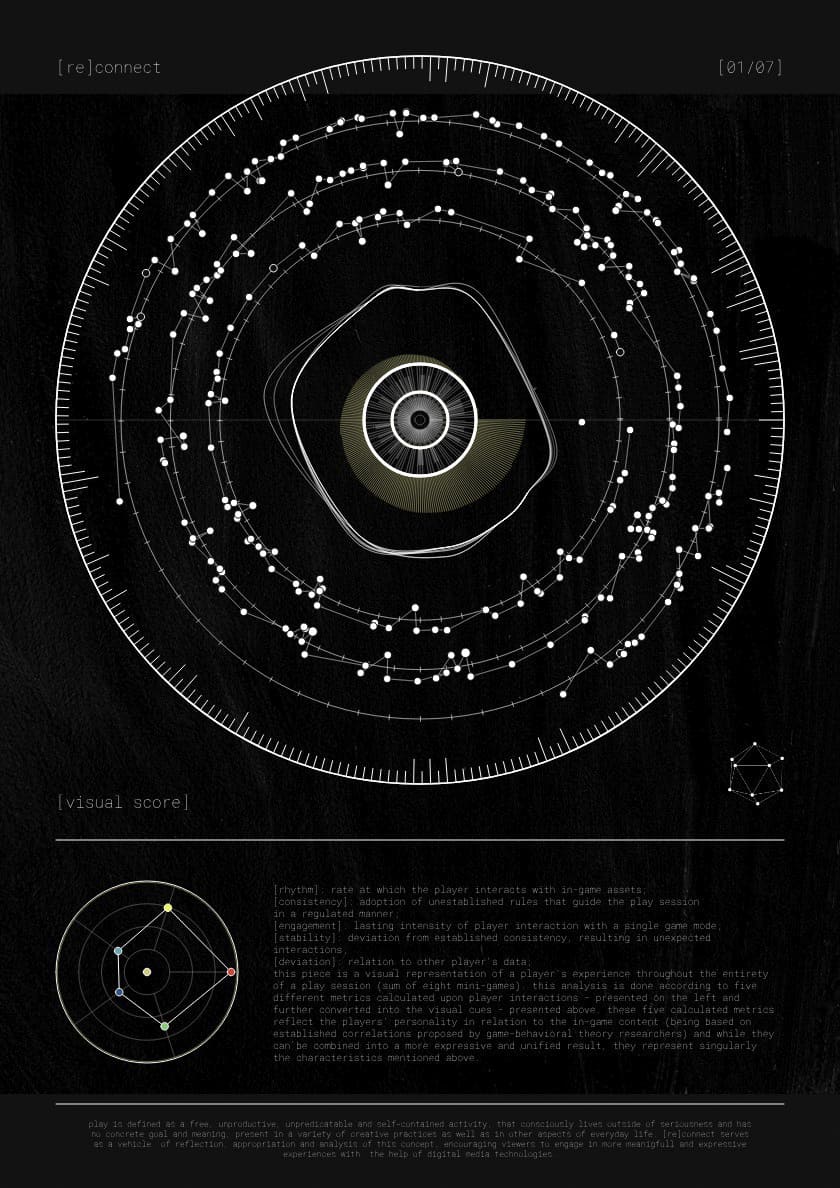 [re]connect
[01/07]
[visual score]
[rhythm]: rate at which the player interacts with in-game assets;
[consistency]: adoption of unestablished rules that guide the play session
in a regulated manner;
[engagement]: lasting intensity of player interaction with a single game mode;
[stability]: deviation from established consistency, resulting in unexpected
interactions;
[deviation]: relation to other player's data;
this piece is a visual representation of a player's experience throughout the entirety
of a play session (sum of eight mini-games). this analysis is done according to five
different metrics calculated upon player interactions - presented on the left and
further converted into the visual cues - presented above. these five calculated metrics
reflect the players' personality in relation to the in-game content (being based on
established correlations proposed by game-behavioral theory researchers) and while they
can be combined into a more expressive and unified result, they represent singularly
the characteristics mentioned above.
play is defined as a free, unproductive, unpredicatable and self-contained activity, that consciously lives outside of seriousness and has
no concrete goal and meaning, present in a variety of creative practices as well as in other aspects of everyday life. [re]connect serves
as a vehicle of reflection, appropriation and analysis of this concept, encouraging viewers to engage in more meanigfull and expressive
experiences with the help of digital media technologies.